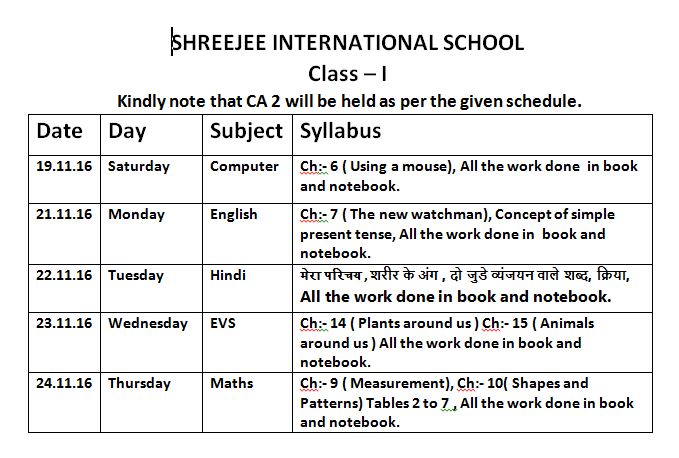 SHREEJEE INTERNATIONAL SCHOOL
Class – I
Kindly note that CA 2 will be held as per the given schedule.
Date Day Subject Syllabus
19.11.16 Saturday Computer Ch:- 6 ( Using a mouse), All the work done in book
and notebook.
21.11.16 Monday English Ch:- 7 ( The new watchman), Concept of simple
present tense, All the work done in book and
notebook.
22.11.16 Tuesday Hindi मेरा परिचय , शरीर के अंग , दो जुडे व्यंजयन वाले शब्द, क्रिया,
All the work done in book and notebook.
23.11.16 Wednesday EVS Ch:- 14 ( Plants around us ) Ch:- 15 ( Animals
around us ) All the work done in book and
notebook.
24.11.16 Thursday Maths Ch:- 9 ( Measurement), Ch:- 10( Shapes and
Patterns) Tables 2 to 7 , All the work done in book
and notebook.